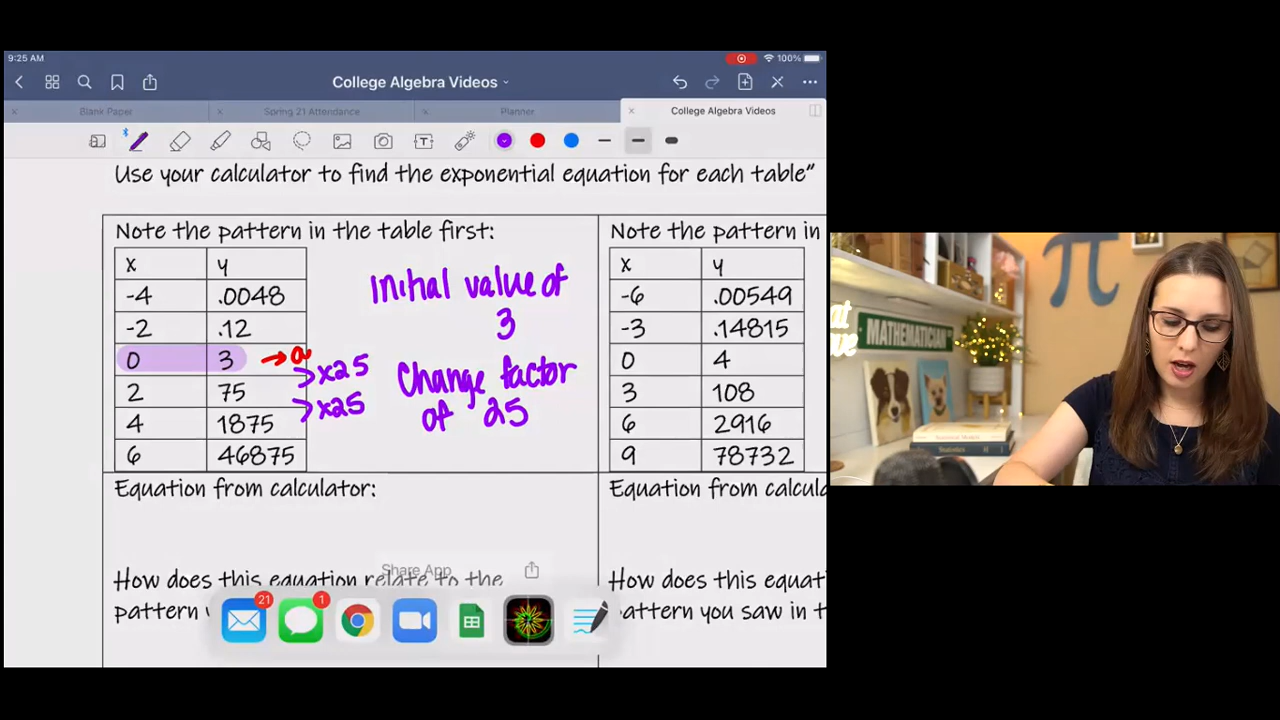 9:25 AM
100%
College Algebra Videos
Blank Paper
Spring 21 Attendance
Planner
College Algebra Videos
Use your calculator to find the exponential equation for each table"
Note the pattern in the table first:
x y
-4 .0048
-2 .12
0 3 → a
2 75
4 1875
6 46875
>x25
>x25
Initial value of
3
Change factor
of 25
Note the pattern in
x y
-6 .00549
-3 .14815
0 4
3 108
6 2916
9 78732
Equation from calculator:
Equation from calcula
How does this equation relate to the
pattern y
How does this equati
pattern you saw in t
Share App
21
1
MATHEMATICIAN